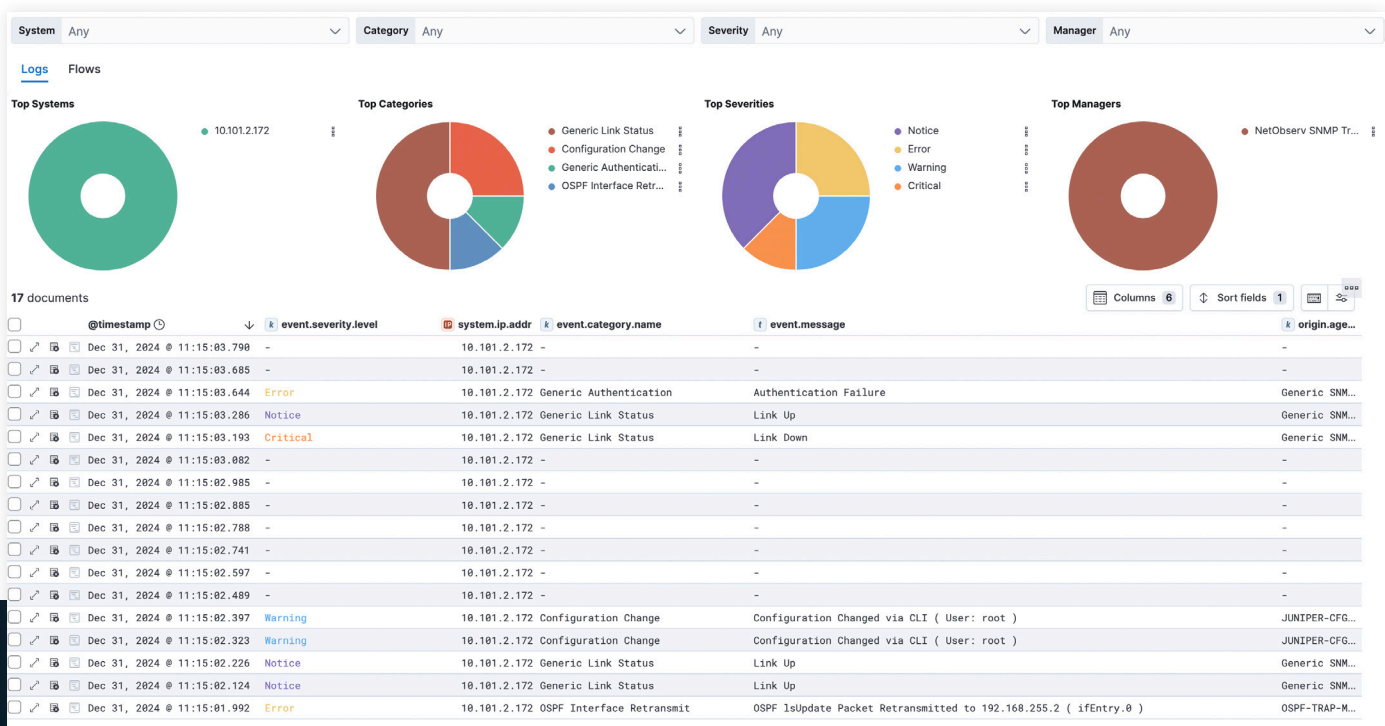 System Any Category Any Severity Any Manager Any
Logs Flows
Top Systems Top Categories Top Severities Top Managers
10.101.2.172 Generic Link Status Notice NetObserv SNMP Tr...
Configuration Change Error
Generic Authenticati... Warning
OSPF Interface Retr... Critical
17 documents Columns 6 Sort fields 1
@timestamp k event.severity.level IP system.ip.addr k event.category.name t event.message k origin.age...
Dec 31, 2024 @ 11:15:03.790 - 10.101.2.172 - - -
Dec 31, 2024 @ 11:15:03.685 - 10.101.2.172 - - -
Dec 31, 2024 @ 11:15:03.644 Error 10.101.2.172 Generic Authentication Authentication Failure Generic SNM...
Dec 31, 2024 @ 11:15:03.286 Notice 10.101.2.172 Generic Link Status Link Up Generic SNM...
Dec 31, 2024 @ 11:15:03.193 Critical 10.101.2.172 Generic Link Status Link Down Generic SNM...
Dec 31, 2024 @ 11:15:03.082 - 10.101.2.172 - - -
Dec 31, 2024 @ 11:15:02.985 - 10.101.2.172 - - -
Dec 31, 2024 @ 11:15:02.885 - 10.101.2.172 - - -
Dec 31, 2024 @ 11:15:02.788 - 10.101.2.172 - - -
Dec 31, 2024 @ 11:15:02.741 - 10.101.2.172 - - -
Dec 31, 2024 @ 11:15:02.597 - 10.101.2.172 - - -
Dec 31, 2024 @ 11:15:02.489 - 10.101.2.172 - - -
Dec 31, 2024 @ 11:15:02.397 Warning 10.101.2.172 Configuration Change Configuration Changed via CLI ( User: root ) JUNIPER-CFG...
Dec 31, 2024 @ 11:15:02.323 Warning 10.101.2.172 Configuration Change Configuration Changed via CLI ( User: root ) JUNIPER-CFG...
Dec 31, 2024 @ 11:15:02.226 Notice 10.101.2.172 Generic Link Status Link Up Generic SNM...
Dec 31, 2024 @ 11:15:02.124 Notice 10.101.2.172 Generic Link Status Link Up Generic SNM...
Dec 31, 2024 @ 11:15:01.992 Error 10.101.2.172 OSPF Interface Retransmit OSPF lsUpdate Packet Retransmitted to 192.168.255.2 ( ifEntry.0 ) OSPF-TRAP-M...